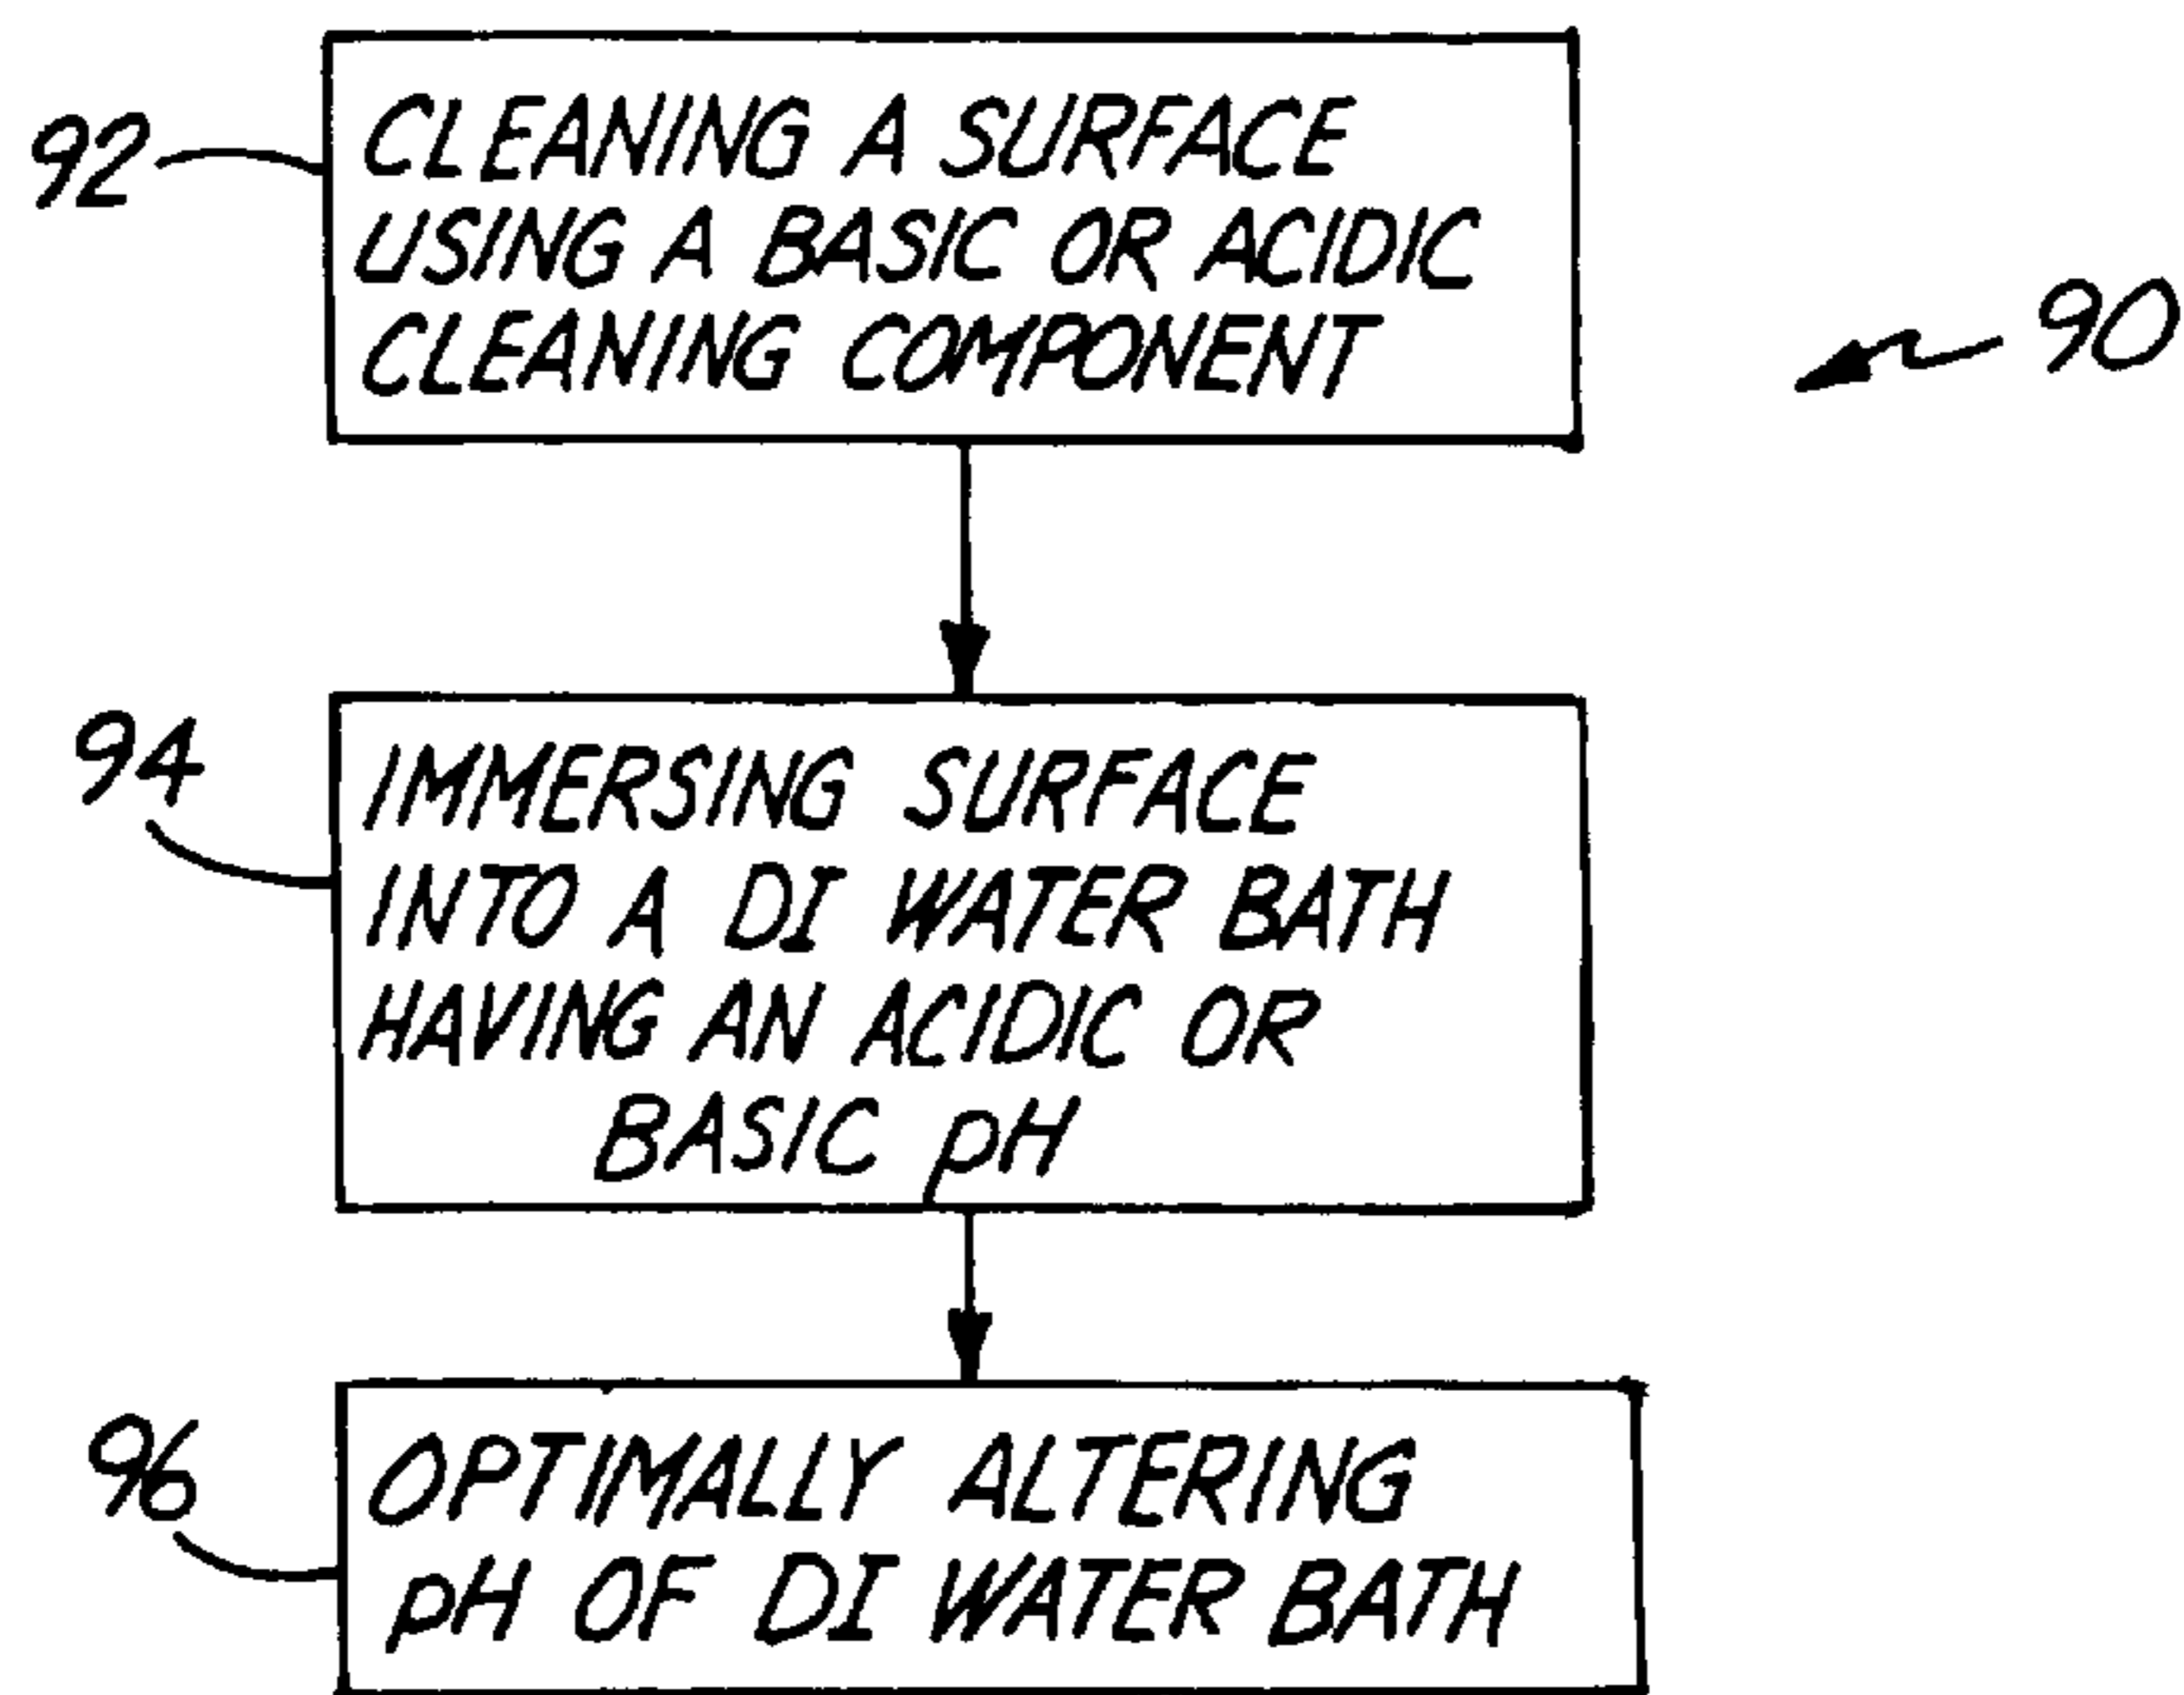 92
CLEANING A SURFACE
USING A BASIC OR ACIDIC
CLEANING COMPONENT
90
94
IMMERSING SURFACE
INTO A DI WATER BATH
HAVING AN ACIDIC OR
BASIC pH
96
OPTIMALLY ALTERING
pH OF DI WATER BATH